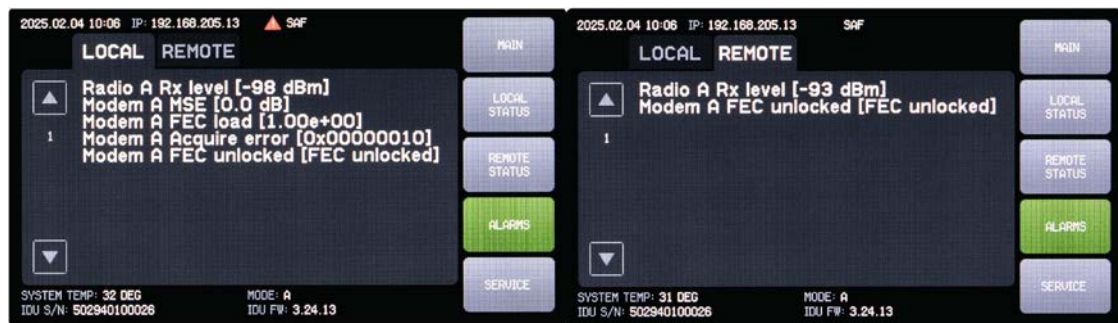 2025.02.04 10:06 IP: 192.168.205.13 SAF
LOCAL REMOTE
Radio A Rx level [-98 dBm]
Modem A MSE [0.0 dB]
Modem A FEC load [1.00e+00]
Modem A Acquire error [0x00000010]
Modem A FEC unlocked [FEC unlocked]
1
MAIN
LOCAL STATUS
REMOTE STATUS
ALARMS
SERVICE
SYSTEM TEMP: 32 DEG MODE: A
IDU S/N: 502940100026 IDU FW: 3.24.13
2025.02.04 10:06 IP: 192.168.205.13 SAF
LOCAL REMOTE
Radio A Rx level [-93 dBm]
Modem A FEC unlocked [FEC unlocked]
1
MAIN
LOCAL STATUS
REMOTE STATUS
ALARMS
SERVICE
SYSTEM TEMP: 31 DEG MODE: A
IDU S/N: 502940100026 IDU FW: 3.24.13